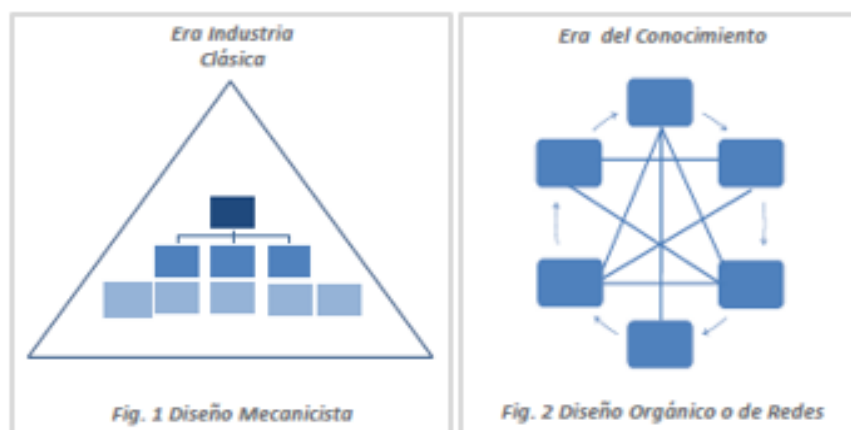 Era Industria
Clásica
Fig. 1 Diseño Mecanicista
Era del Conocimiento
Fig. 2 Diseño Orgánico o de Redes